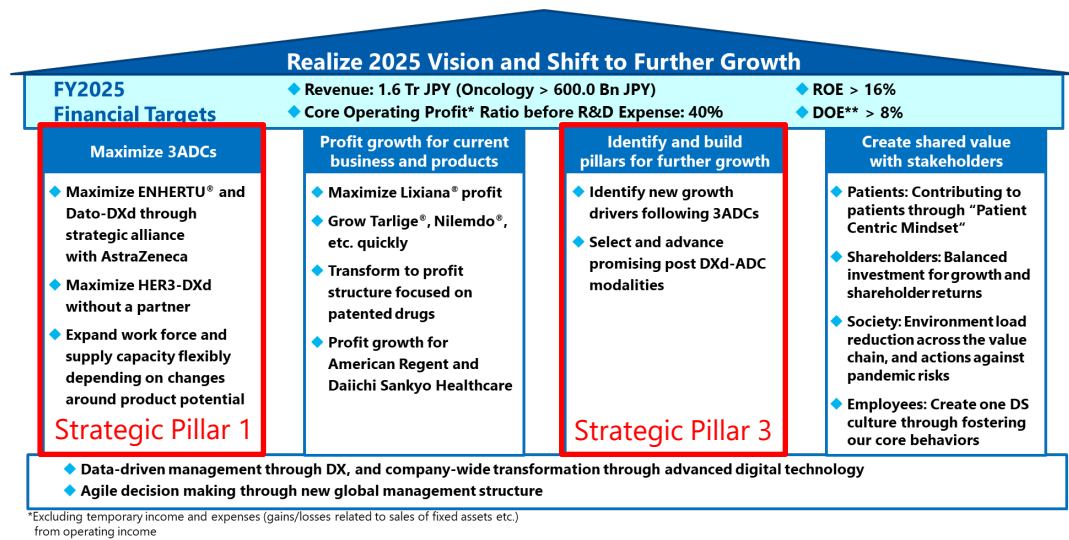 Realize 2025 Vision and Shift to Further Growth
FY2025
Financial Targets
◆ Revenue: 1.6 Tr JPY (Oncology > 600.0 Bn JPY)
◆ Core Operating Profit* Ratio before R&D Expense: 40%
◆ ROE > 16%
◆ DOE** > 8%
Maximize 3ADCs
◆ Maximize ENHERTU® and
Dato-DXd through
strategic alliance
with AstraZeneca
◆ Maximize HER3-DXd
without a partner
◆ Expand work force and
supply capacity flexibly
depending on changes
around product potential
Strategic Pillar 1
Profit growth for current
business and products
◆ Maximize Lixiana® profit
◆ Grow Tarlige®, Nilemdo®,
etc. quickly
◆ Transform to profit
structure focused on
patented drugs
◆ Profit growth for
American Regent and
Daiichi Sankyo Healthcare
Identify and build
pillars for further growth
◆ Identify new growth
drivers following 3ADCs
◆ Select and advance
promising post DXd-ADC
modalities
Strategic Pillar 3
Create shared value
with stakeholders
◆ Patients: Contributing to
patients through “Patient
Centric Mindset“
◆ Shareholders: Balanced
investment for growth and
shareholder returns
◆ Society: Environment load
reduction across the value
chain, and actions against
pandemic risks
◆ Employees: Create one DS
culture through fostering
our core behaviors
◆ Data-driven management through DX, and company-wide transformation through advanced digital technology
◆ Agile decision making through new global management structure
*Excluding temporary income and expenses (gains/losses related to sales of fixed assets etc.)
from operating income